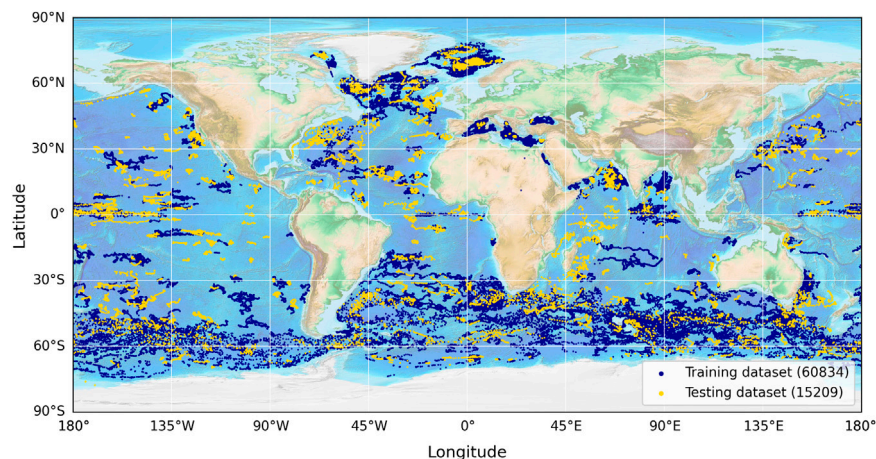 90°N
60°N
30°N
0°
30°S
60°S
90°S
Latitude
Training dataset (60834)
Testing dataset (15209)
180° 135°W 90°W 45°W 0° 45°E 90°E 135°E 180°
Longitude